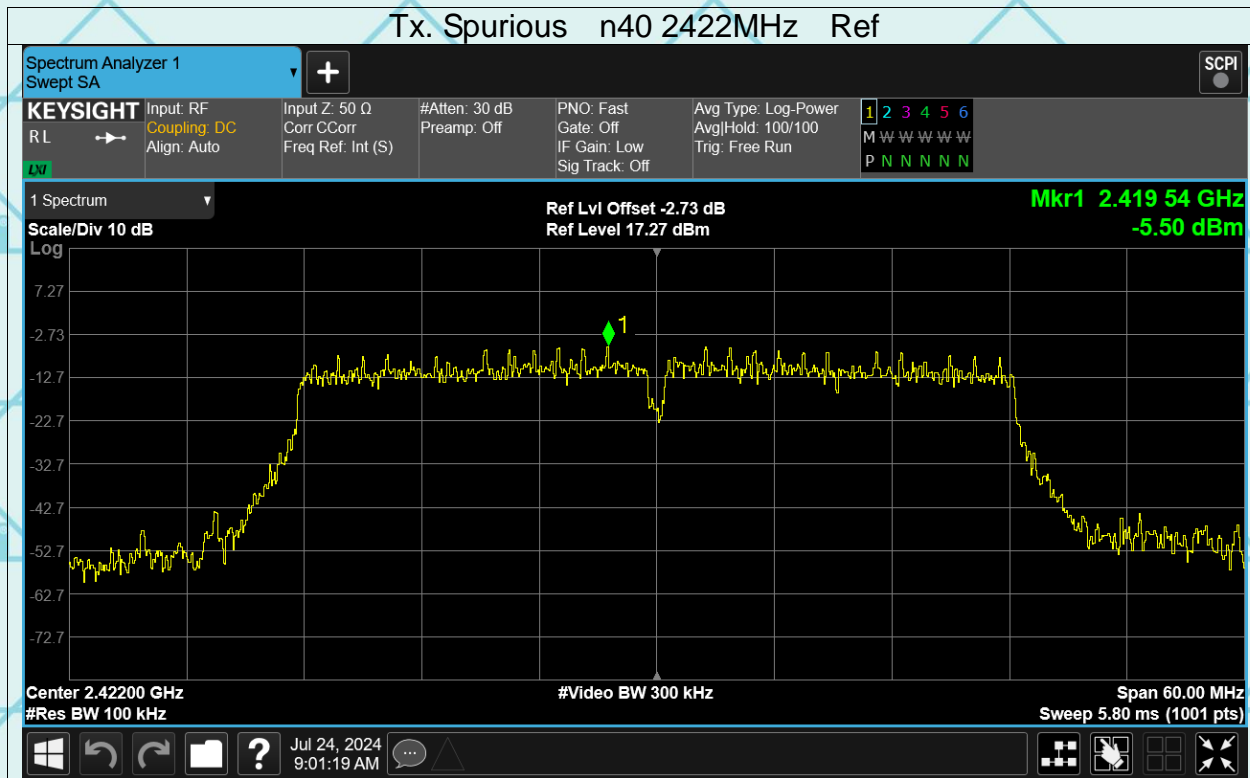 Tx. Spurious n40 2422MHz Ref
Spectrum Analyzer 1
Swept SA
▼
+
SCPI
KEYSIGHT
R L
LXI
Input: RF
Coupling: DC
Align: Auto
Input Z: 50 Ω
Corr CCorr
Freq Ref: Int (S)
#Atten: 30 dB
Preamp: Off
PNO: Fast
Gate: Off
IF Gain: Low
Sig Track: Off
Avg Type: Log-Power
Avg|Hold: 100/100
Trig: Free Run
1 2 3 4 5 6
M W W W W W
P N N N N N
1 Spectrum ▼
Scale/Div 10 dB
Log
Ref Lvl Offset -2.73 dB
Ref Level 17.27 dBm
Mkr1 2.419 54 GHz
-5.50 dBm
7.27
-2.73
-12.7
-22.7
-32.7
-42.7
-52.7
-62.7
-72.7
1
Center 2.42200 GHz
#Res BW 100 kHz
#Video BW 300 kHz
Span 60.00 MHz
Sweep 5.80 ms (1001 pts)
?
Jul 24, 2024
9:01:19 AM